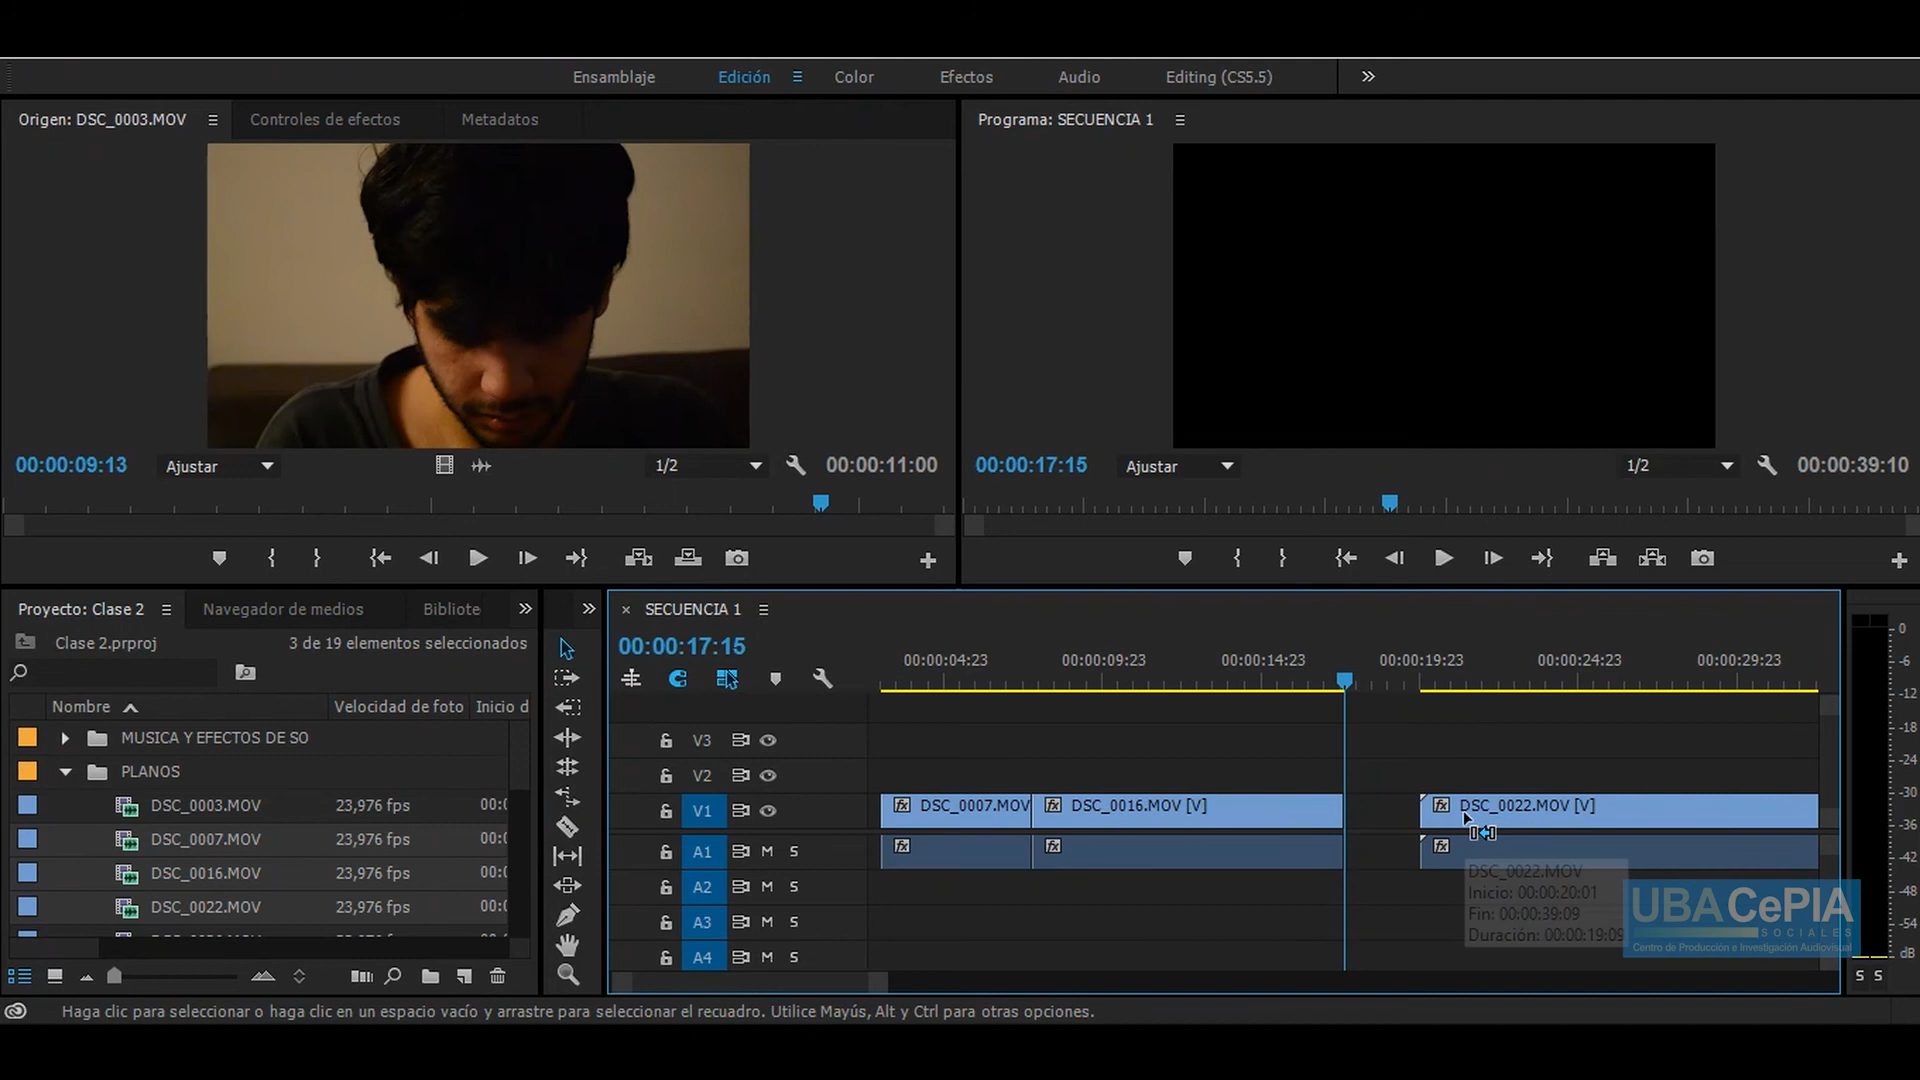 Ensamblaje
Edición
Color
Efectos
Audio
Editing (CS5.5)
Origen: DSC_0003.MOV
Controles de efectos
Metadatos
Programa: SECUENCIA 1
00:00:09:13
Ajustar
1/2
00:00:11:00
00:00:17:15
Ajustar
1/2
00:00:39:10
Proyecto: Clase 2
Navegador de medios
Bibliote
Clase 2.prproj
3 de 19 elementos seleccionados
Nombre
Velocidad de foto
Inicio d
MUSICA Y EFECTOS DE SO
PLANOS
DSC_0003.MOV 23,976 fps 00:
DSC_0007.MOV 23,976 fps 00:
DSC_0016.MOV 23,976 fps 00:
DSC_0022.MOV 23,976 fps 00:
SECUENCIA 1
00:00:17:15
00:00:04:23
00:00:09:23
00:00:14:23
00:00:19:23
00:00:24:23
00:00:29:23
V3
V2
V1
fx DSC_0007.MOV
fx DSC_0016.MOV [V]
fx DSC_0022.MOV [V]
A1 M S
fx
fx
fx
A2 M S
A3 M S
A4 M S
DSC_0022.MOV
Inicio: 00:00:20:01
Fin: 00:00:39:09
Duración: 00:00:19:09
UBA CePIA
SOCIALES
Centro de Producción e Investigación Audiovisual
0
-6
-12
-18
-24
-30
-36
-42
-48
-54
dB
S S
Haga clic para seleccionar o haga clic en un espacio vacío y arrastre para seleccionar el recuadro. Utilice Mayús, Alt y Ctrl para otras opciones.